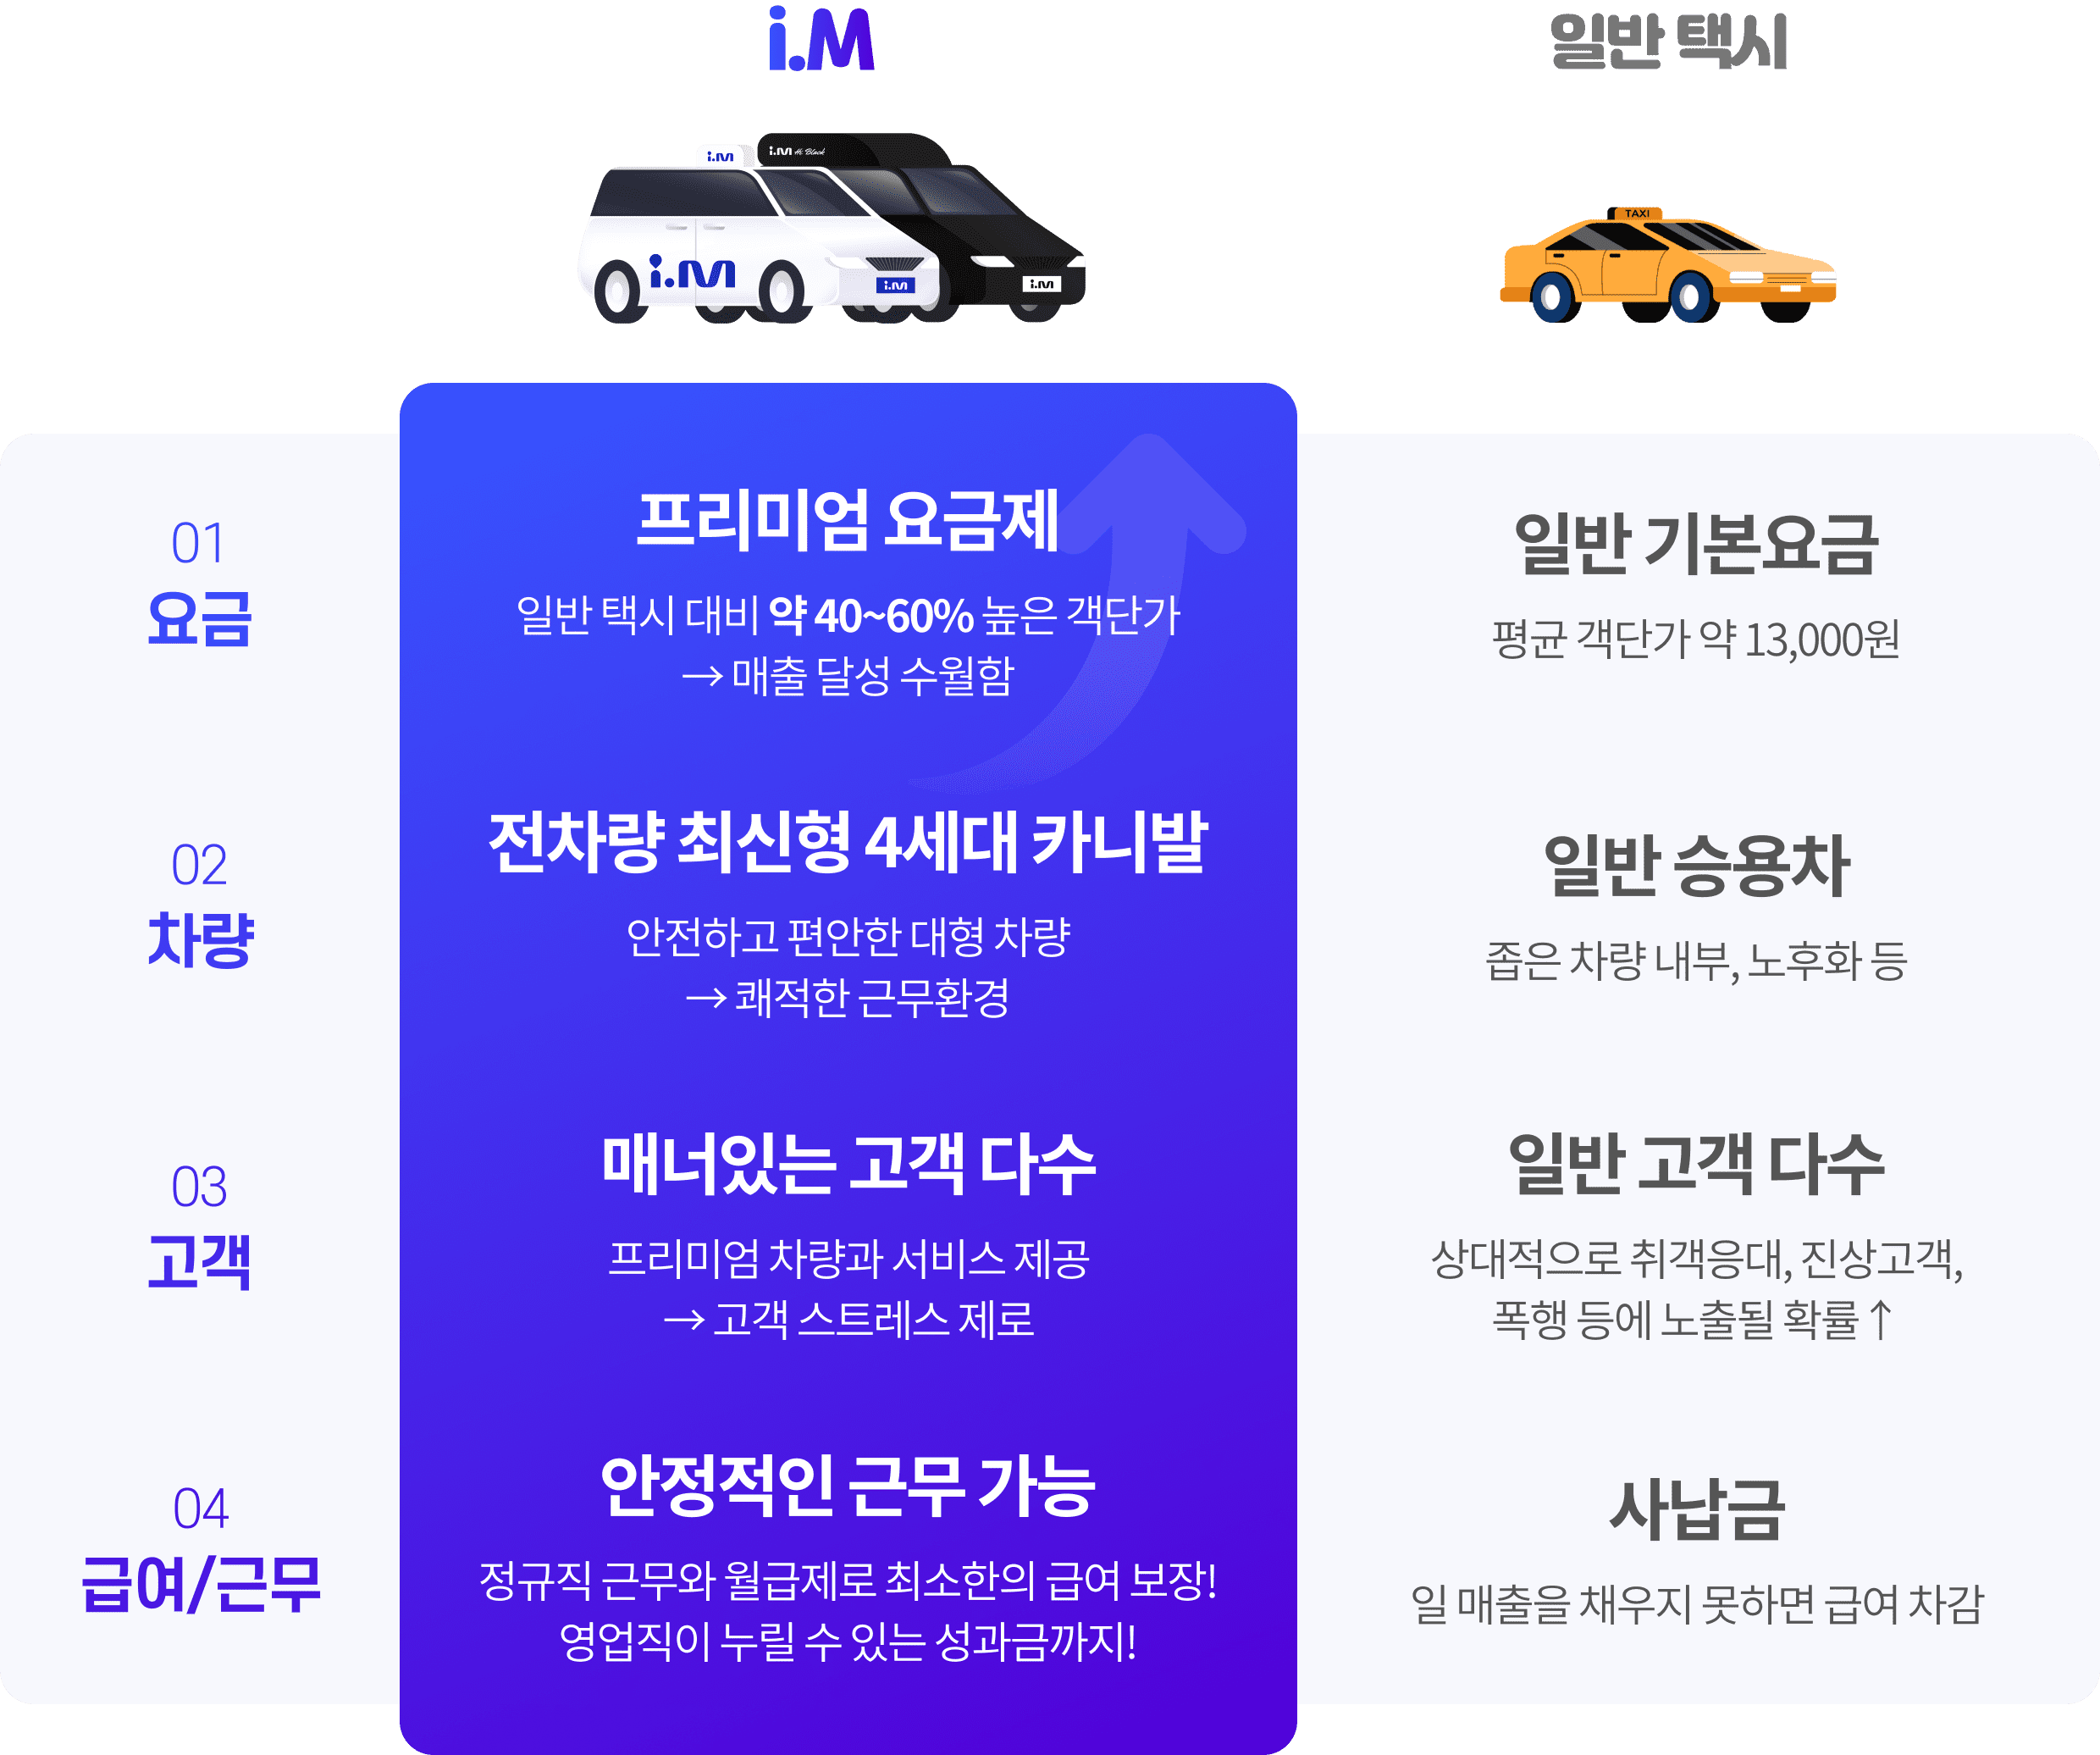 i.M
일반 택시
i.M
i.M Hi Black
i.M
i.M
i.M
TAXI
01
요금
프리미엄 요금제
일반 택시 대비 약 40~60% 높은 객단가
→ 매출 달성 수월함
일반 기본요금
평균 객단가 약 13,000원
02
차량
전차량 최신형 4세대 카니발
안전하고 편안한 대형 차량
→ 쾌적한 근무환경
일반 승용차
좁은 차량 내부, 노후화 등
03
고객
매너있는 고객 다수
프리미엄 차량과 서비스 제공
→ 고객 스트레스 제로
일반 고객 다수
상대적으로 취객응대, 진상고객,
폭행 등에 노출될 확률 ↑
04
급여/근무
안정적인 근무 가능
정규직 근무와 월급제로 최소한의 급여 보장!
영업직이 누릴 수 있는 성과금까지!
사납금
일 매출을 채우지 못하면 급여 차감